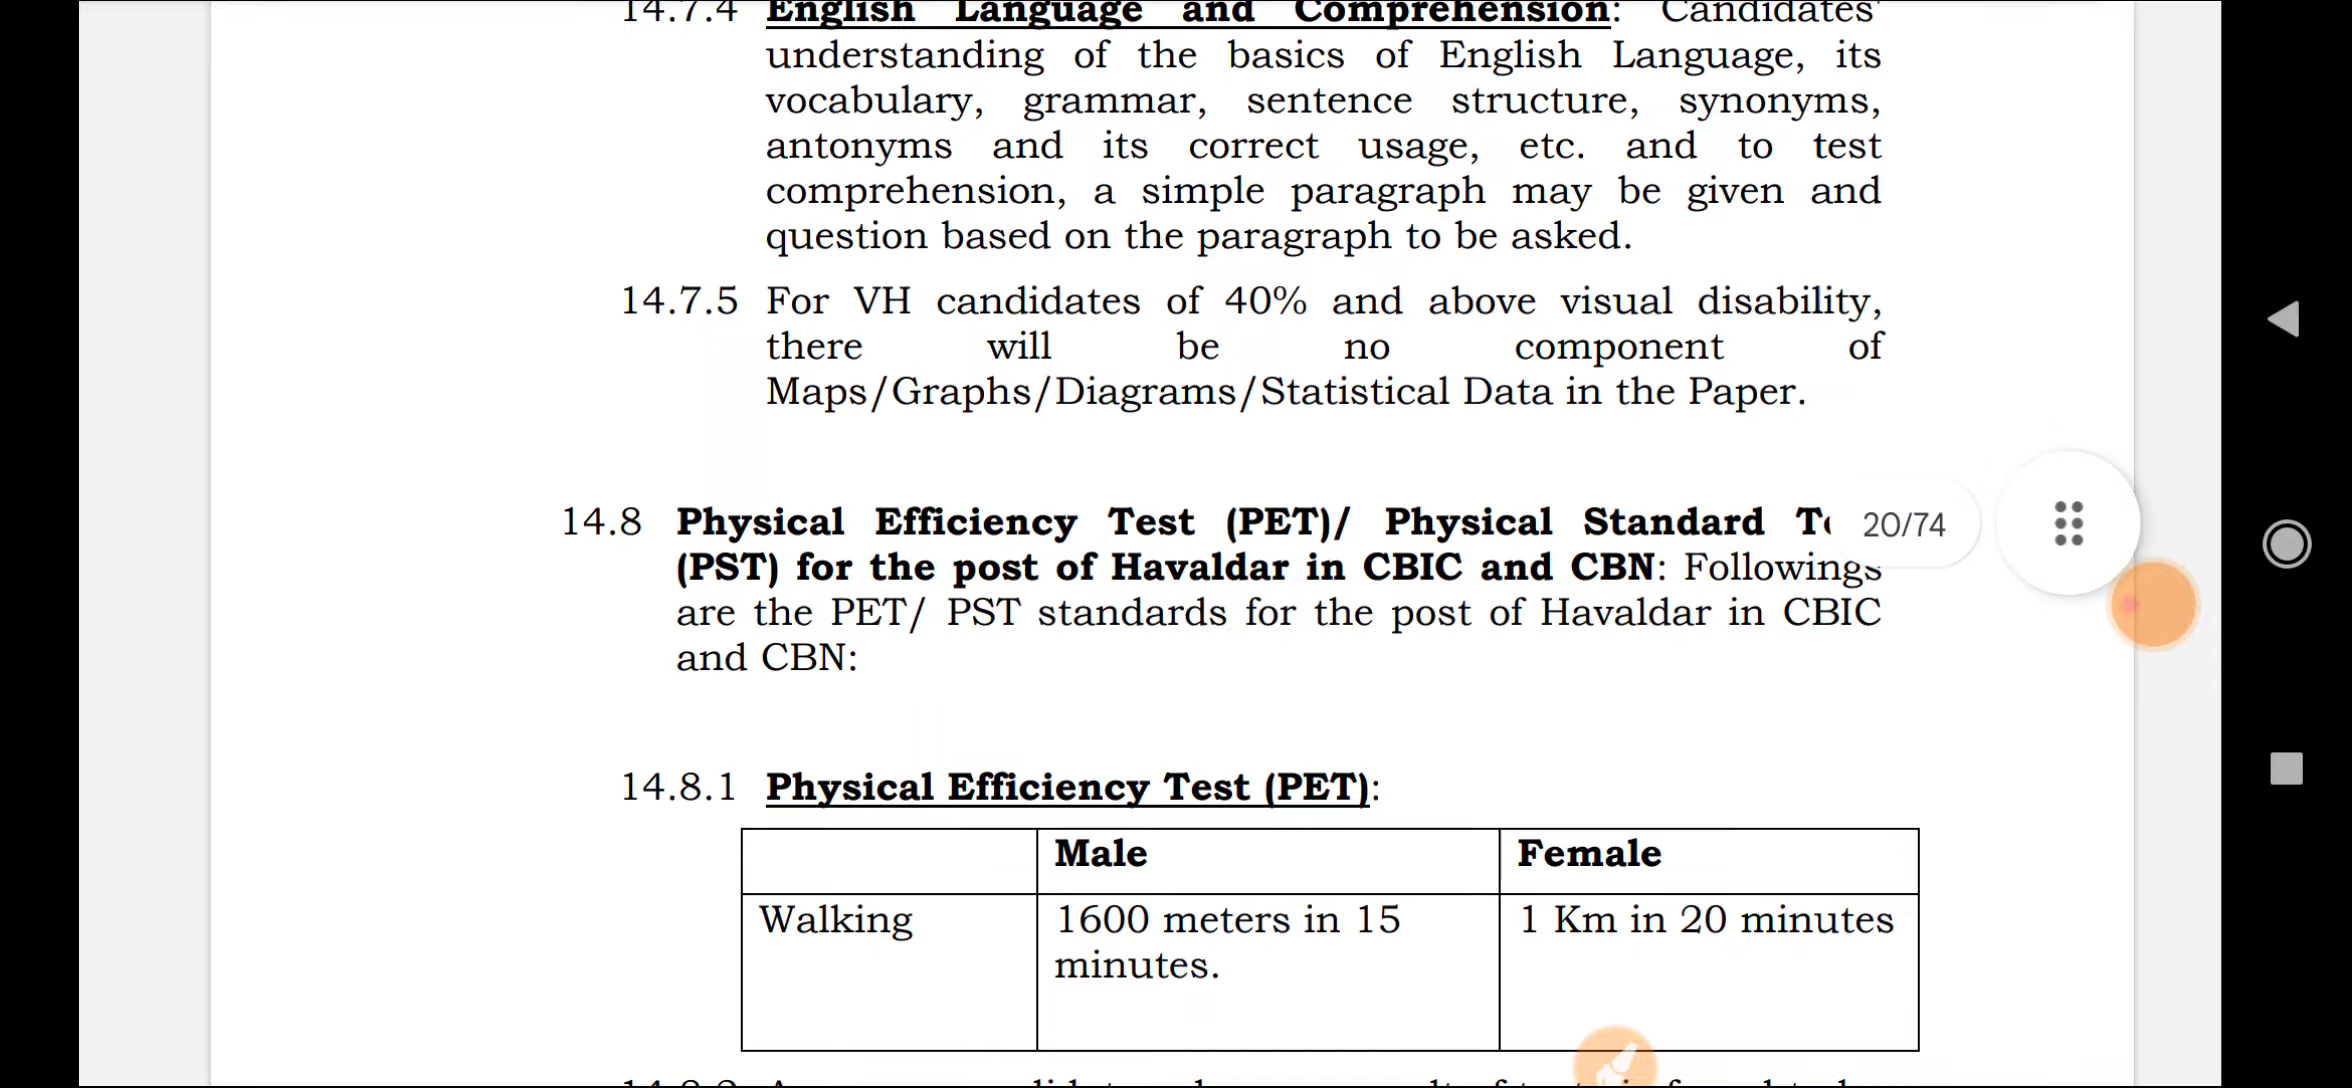 14.7.4 English Language and Comprehension: Candidates'
understanding of the basics of English Language, its
vocabulary, grammar, sentence structure, synonyms,
antonyms and its correct usage, etc. and to test
comprehension, a simple paragraph may be given and
question based on the paragraph to be asked.
14.7.5 For VH candidates of 40% and above visual disability,
there will be no component of
Maps/Graphs/Diagrams/Statistical Data in the Paper.
14.8 Physical Efficiency Test (PET)/ Physical Standard
20/74
(PST) for the post of Havaldar in CBIC and CBN: Followings
are the PET/ PST standards for the post of Havaldar in CBIC
and CBN:
14.8.1 Physical Efficiency Test (PET):
Male Female
Walking 1600 meters in 15 1 Km in 20 minutes
minutes.